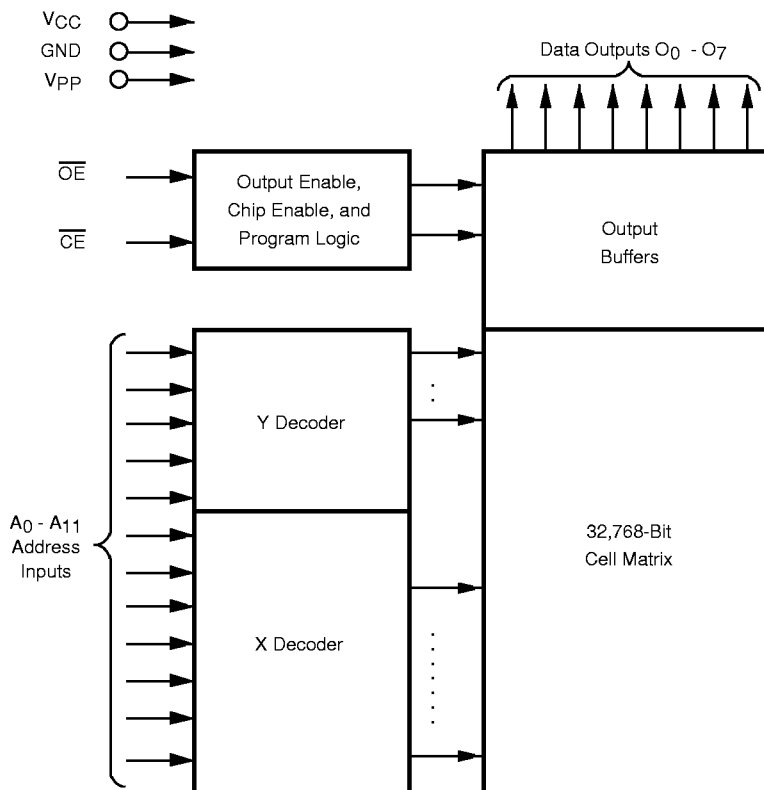 VCC
GND
VPP
Data Outputs O0 - O7
OE
CE
Output Enable,
Chip Enable, and
Program Logic
Output
Buffers
Y Decoder
A0 - A11
Address
Inputs
X Decoder
32,768-Bit
Cell Matrix